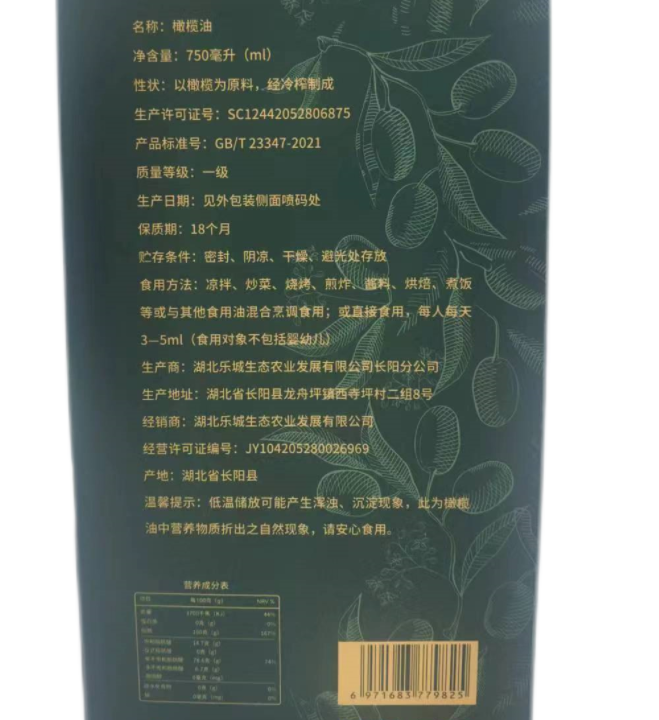 名称：橄榄油
净含量：750毫升（ml）
性状：以橄榄为原料，经冷榨制成
生产许可证号：SC12442052806875
产品标准号：GB/T 23347-2021
质量等级：一级
生产日期：见外包装侧面喷码处
保质期：18个月
贮存条件：密封、阴凉、干燥、避光处存放
食用方法：凉拌、炒菜、烧烤、煎炸、蘸料、烘焙、煮饭
等或与其他食用油混合烹调食用；或直接食用，每人每天
3—5ml（食用对象不包括婴幼儿）
生产商：湖北乐城生态农业发展有限公司长阳分公司
生产地址：湖北省长阳县龙舟坪镇西寺坪村二组8号
经销商：湖北乐城生态农业发展有限公司
经营许可证编号：JY104205280026969
产地：湖北省长阳县
温馨提示：低温储放可能产生浑浊、沉淀现象，此为橄榄
油中营养物质折出之自然现象，请安心食用。
营养成分表
6 971683 779825